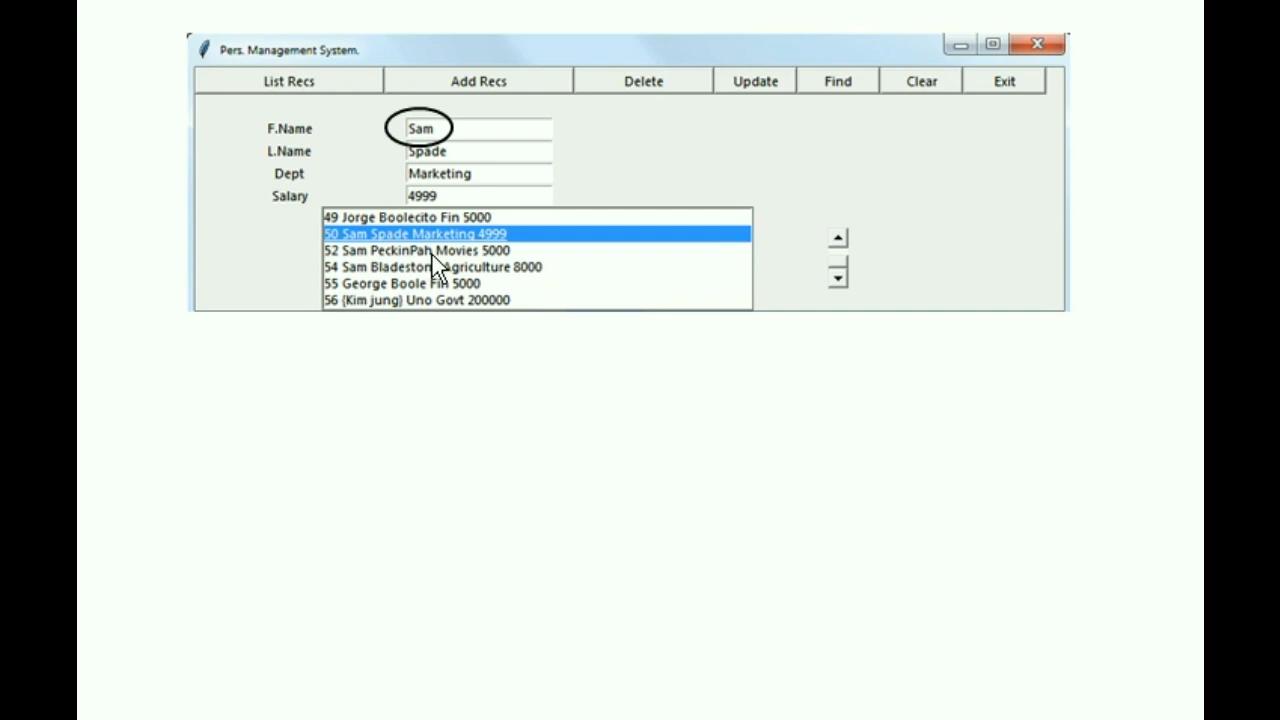 Pers. Management System.
List Recs Add Recs Delete Update Find Clear Exit
F.Name Sam
L.Name Spade
Dept Marketing
Salary 4999
49 Jorge Boolecito Fin 5000
50 Sam Spade Marketing 4999
52 Sam PeckinPah Movies 5000
54 Sam Bladeston Agriculture 8000
55 George Boole Fin 5000
56 {Kim jung} Uno Govt 200000